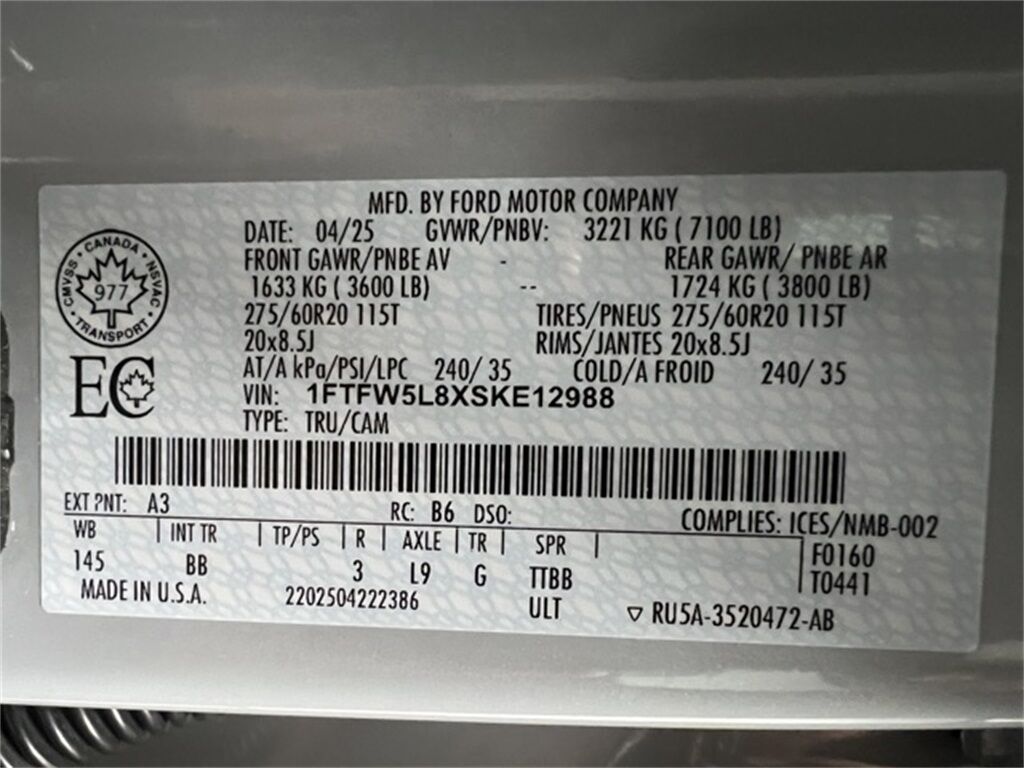 MFD. BY FORD MOTOR COMPANY
DATE: 04/25 GVWR/PNBV: 3221 KG ( 7100 LB)
FRONT GAWR/PNBE AV - REAR GAWR/ PNBE AR
1633 KG ( 3600 LB) -- 1724 KG ( 3800 LB)
275/60R20 115T TIRES/PNEUS 275/60R20 115T
20x8.5J RIMS/JANTES 20x8.5J
AT/A kPa/PSI/LPC 240/ 35 COLD/A FROID 240/ 35
VIN: 1FTFW5L8XSKE12988
TYPE: TRU/CAM
CANADA
CMVSS · NSVAC
977
TRANSPORT
EC
EXT PNT: A3 RC: B6 DSO: COMPLIES: ICES/NMB-002
WB | INT TR | TP/PS | R | AXLE | TR | SPR | F0160
145 BB 3 L9 G TTBB T0441
MADE IN U.S.A. 2202504222386 ULT ▽ RU5A-3520472-AB